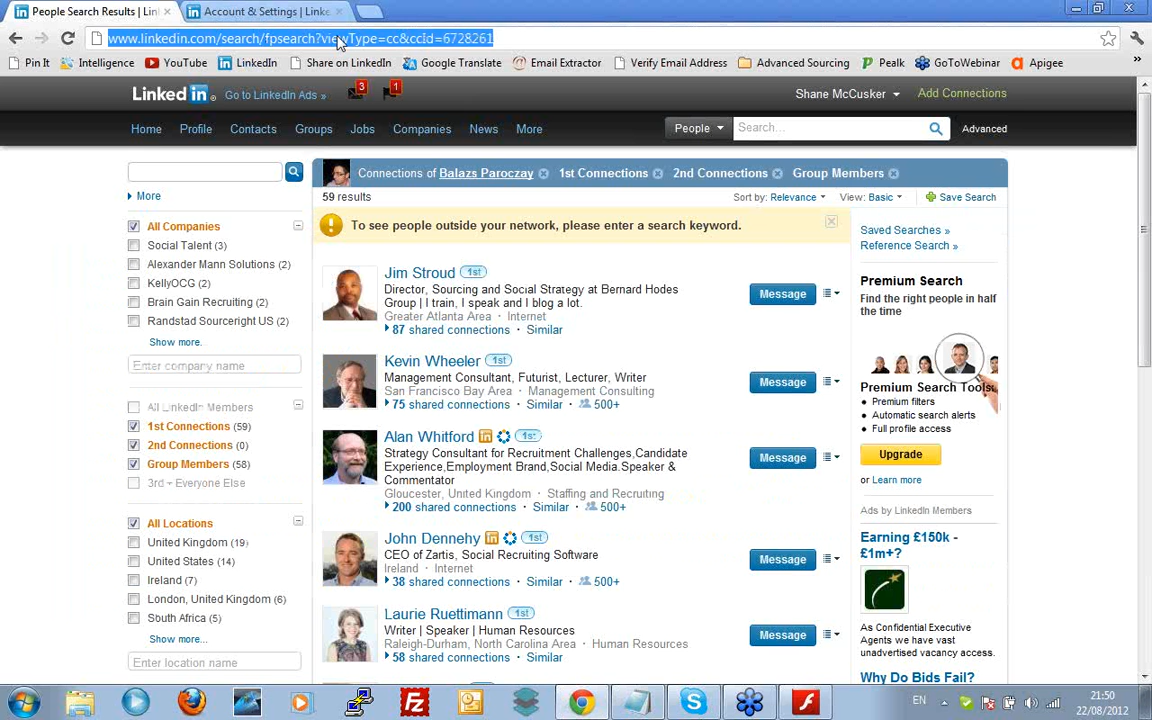 People Search Results | Lin
Account & Settings | Linke
www.linkedin.com/search/fpsearch?viewType=cc&ccId=6728261
Pin It
Intelligence
YouTube
LinkedIn
Share on LinkedIn
Google Translate
Email Extractor
Verify Email Address
Advanced Sourcing
Pealk
GoToWebinar
Apigee
»
Linked in
Go to LinkedIn Ads »
3
1
Shane McCusker
Add Connections
Home
Profile
Contacts
Groups
Jobs
Companies
News
More
People
Search...
Advanced
More
All Companies
Social Talent (3)
Alexander Mann Solutions (2)
KellyOCG (2)
Brain Gain Recruiting (2)
Randstad Sourceright US (2)
Show more.
Enter company name
All LinkedIn Members
1st Connections (59)
2nd Connections (0)
Group Members (58)
3rd + Everyone Else
All Locations
United Kingdom (19)
United States (14)
Ireland (7)
London, United Kingdom (6)
South Africa (5)
Show more...
Enter location name
Connections of Balazs Paroczay
1st Connections
2nd Connections
Group Members
59 results
Sort by: Relevance
View: Basic
Save Search
To see people outside your network, please enter a search keyword.
Jim Stroud 1st
Director, Sourcing and Social Strategy at Bernard Hodes
Group | I train, I speak and I blog a lot.
Greater Atlanta Area · Internet
87 shared connections · Similar
Message
Kevin Wheeler 1st
Management Consultant, Futurist, Lecturer, Writer
San Francisco Bay Area · Management Consulting
75 shared connections · Similar · 500+
Message
Alan Whitford in 1st
Strategy Consultant for Recruitment Challenges,Candidate
Experience,Employment Brand,Social Media.Speaker &
Commentator
Gloucester, United Kingdom · Staffing and Recruiting
200 shared connections · Similar · 500+
Message
John Dennehy in 1st
CEO of Zartis, Social Recruiting Software
Ireland · Internet
38 shared connections · Similar · 500+
Message
Laurie Ruettimann 1st
Writer | Speaker | Human Resources
Raleigh-Durham, North Carolina Area · Human Resources
58 shared connections · Similar
Message
Saved Searches »
Reference Search »
Premium Search
Find the right people in half
the time
Premium Search Tools:
• Premium filters
• Automatic search alerts
• Full profile access
Upgrade
or Learn more
Ads by LinkedIn Members
Earning £150k -
£1m+?
As Confidential Executive
Agents we have vast
unadvertised vacancy access.
Why Do Bids Fail?
EN
21:50
22/08/2012